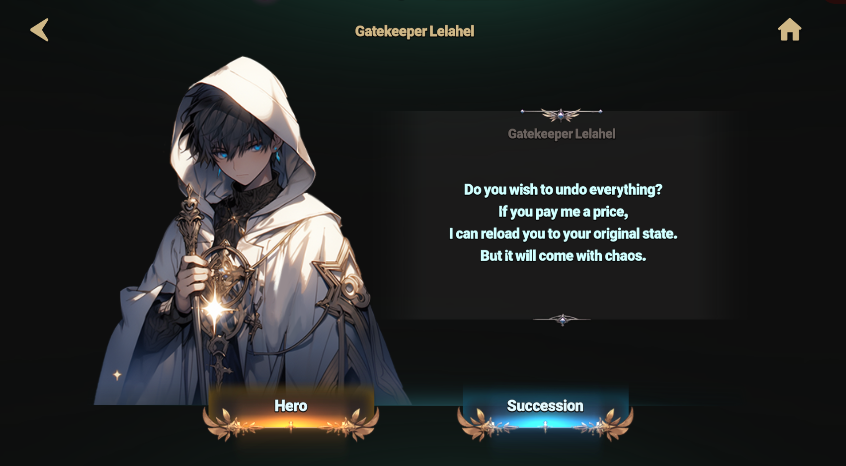 Gatekeeper Lelahel
Gatekeeper Lelahel
Do you wish to undo everything?
If you pay me a price,
I can reload you to your original state.
But it will come with chaos.
Hero
Succession